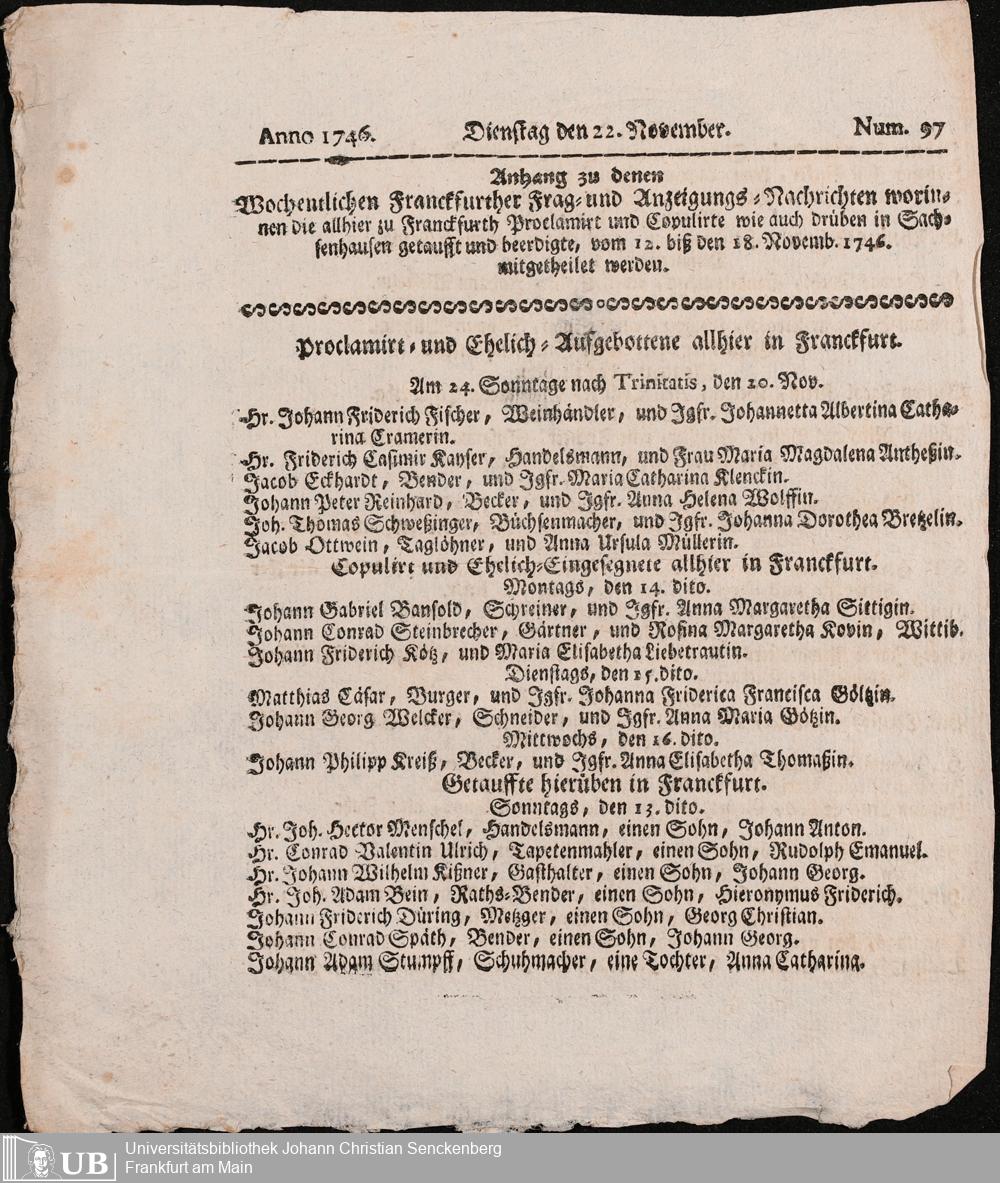 Anno 1746. Dienstag den 22. November. Num. 97
Anhang zu denen
Wochentlichen Franckfurther Frag- und Anzeigungs-Nachrichten worin-
nen die allhier zu Franckfurth Proclamirt und Copulirte wie auch drüben in Sach-
senhausen getaufft und beerdigte, vom 12. biß den 18. Novemb. 1746.
mitgetheilet werden.
Proclamirt- und Ehelich-Aufgebottene allhier in Franckfurt.
Am 24. Sonntage nach Trinitatis, den 20. Nov.
Hr. Johann Friderich Fischer, Weinhändler, und Igfr. Johannetta Albertina Catha-
rina Cramerin.
Hr. Friderich Casimir Kayser, Handelsmann, und Frau Maria Magdalena Antheßin.
Jacob Eckhardt, Bender, und Igfr. Maria Catharina Klenckin.
Johann Peter Reinhard, Becker, und Igfr. Anna Helena Wolffin.
Joh. Thomas Schweßinger, Büchsenmacher, und Igfr. Johanna Dorothea Bretzelin.
Jacob Ottwein, Taglöhner, und Anna Ursula Müllerin.
Copulirt und Ehelich-Eingesegnete allhier in Franckfurt.
Montags, den 14. dito.
Johann Gabriel Bansold, Schreiner, und Igfr. Anna Margaretha Sittigin.
Johann Conrad Steinbrecher, Gärtner, und Rosina Margaretha Kovin, Wittib.
Johann Friderich Kötz, und Maria Elisabetha Liebetrautin.
Dienstags, den 15. dito.
Matthias Cäsar, Burger, und Igfr. Johanna Friderica Francisca Göltzin.
Johann Georg Welcker, Schneider, und Igfr. Anna Maria Götzin.
Mittwochs, den 16. dito.
Johann Philipp Kreiß, Becker, und Igfr. Anna Elisabetha Thomaßin.
Getauffte hierüben in Franckfurt.
Sonntags, den 13. dito.
Hr. Joh. Hector Menschel, Handelsmann, einen Sohn, Johann Anton.
Hr. Conrad Valentin Ulrich, Tapetenmahler, einen Sohn, Rudolph Emanuel.
Hr. Johann Wilhelm Kißner, Gasthalter, einen Sohn, Johann Georg.
Hr. Joh. Adam Bein, Raths-Bender, einen Sohn, Hieronymus Friderich.
Johann Friderich Düring, Metzger, einen Sohn, Georg Christian.
Johann Conrad Späth, Bender, einen Sohn, Johann Georg.
Johann Adam Stumpff, Schuhmacher, eine Tochter, Anna Catharina.
UB Universitätsbibliothek Johann Christian Senckenberg
Frankfurt am Main